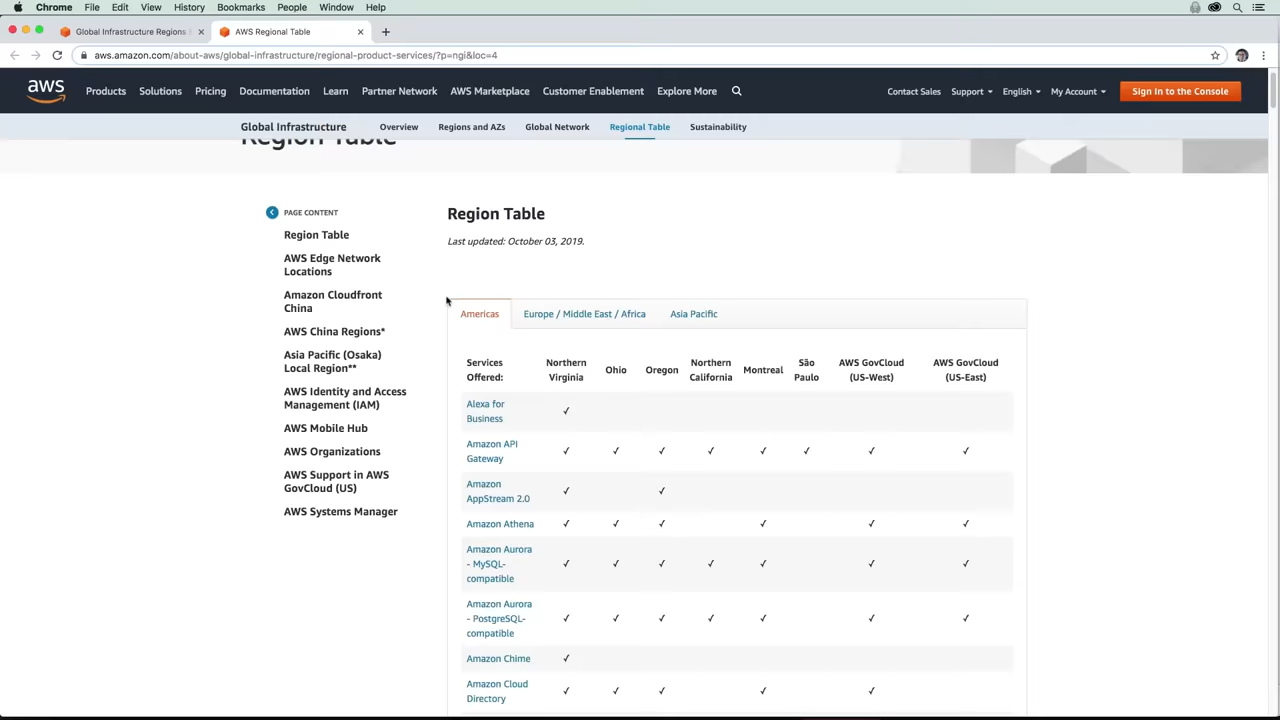 Chrome File Edit View History Bookmarks People Window Help
Global Infrastructure Regions
AWS Regional Table
aws.amazon.com/about-aws/global-infrastructure/regional-product-services/?p=ngi&loc=4
aws Products Solutions Pricing Documentation Learn Partner Network AWS Marketplace Customer Enablement Explore More Contact Sales Support English My Account Sign In to the Console
Global Infrastructure Overview Regions and AZs Global Network Regional Table Sustainability
Region Table
PAGE CONTENT
Region Table
AWS Edge Network
Locations
Amazon Cloudfront
China
AWS China Regions*
Asia Pacific (Osaka)
Local Region**
AWS Identity and Access
Management (IAM)
AWS Mobile Hub
AWS Organizations
AWS Support in AWS
GovCloud (US)
AWS Systems Manager
Region Table
Last updated: October 03, 2019.
Americas Europe / Middle East / Africa Asia Pacific
Services
Offered:
Northern
Virginia
Ohio
Oregon
Northern
California
Montreal
São
Paulo
AWS GovCloud
(US-West)
AWS GovCloud
(US-East)
Alexa for
Business
✓
Amazon API
Gateway
✓ ✓ ✓ ✓ ✓ ✓ ✓ ✓
Amazon
AppStream 2.0
✓ ✓
Amazon Athena ✓ ✓ ✓ ✓ ✓ ✓
Amazon Aurora
- MySQL-
compatible
✓ ✓ ✓ ✓ ✓ ✓ ✓
Amazon Aurora
- PostgreSQL-
compatible
✓ ✓ ✓ ✓ ✓ ✓ ✓
Amazon Chime ✓
Amazon Cloud
Directory
✓ ✓ ✓ ✓ ✓